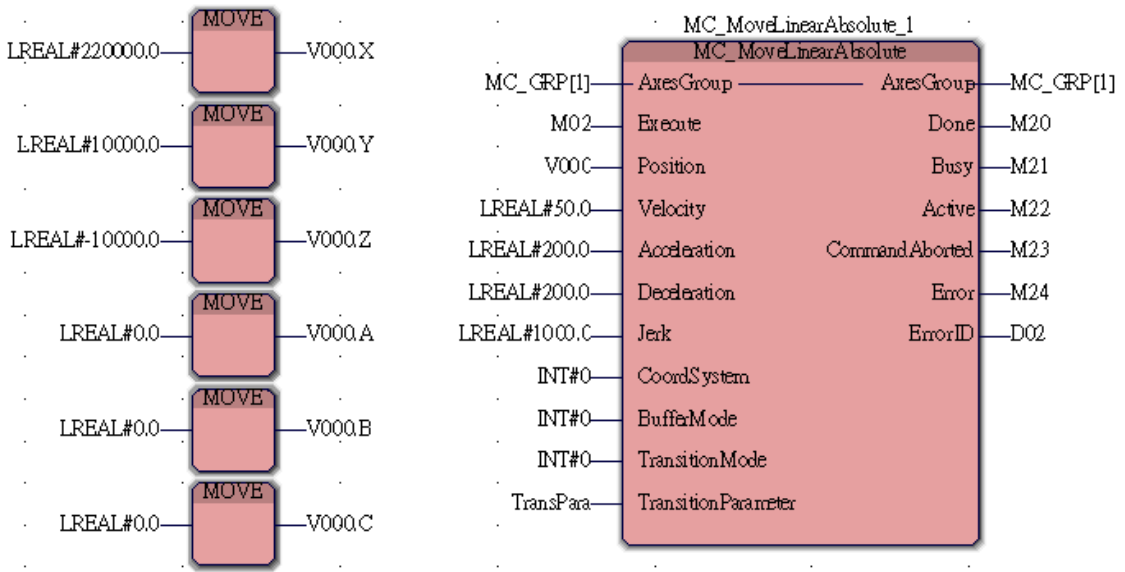 MOVE
LREAL#220000.0 V000.X
MOVE
LREAL#10000.0 V000.Y
MOVE
LREAL#-10000.0 V000.Z
MOVE
LREAL#0.0 V000.A
MOVE
LREAL#0.0 V000.B
MOVE
LREAL#0.0 V000.C
MC_MoveLinearAbsolute_1
MC_MoveLinearAbsolute
MC_GRP[1] AxesGroup AxesGroup MC_GRP[1]
M02 Execute Done M20
V000 Position Busy M21
LREAL#50.0 Velocity Active M22
LREAL#200.0 Acceleration CommandAborted M23
LREAL#200.0 Deceleration Error M24
LREAL#1000.0 Jerk ErrorID D02
INT#0 CoordSystem
INT#0 BufferMode
INT#0 TransitionMode
TransPara TransitionParameter